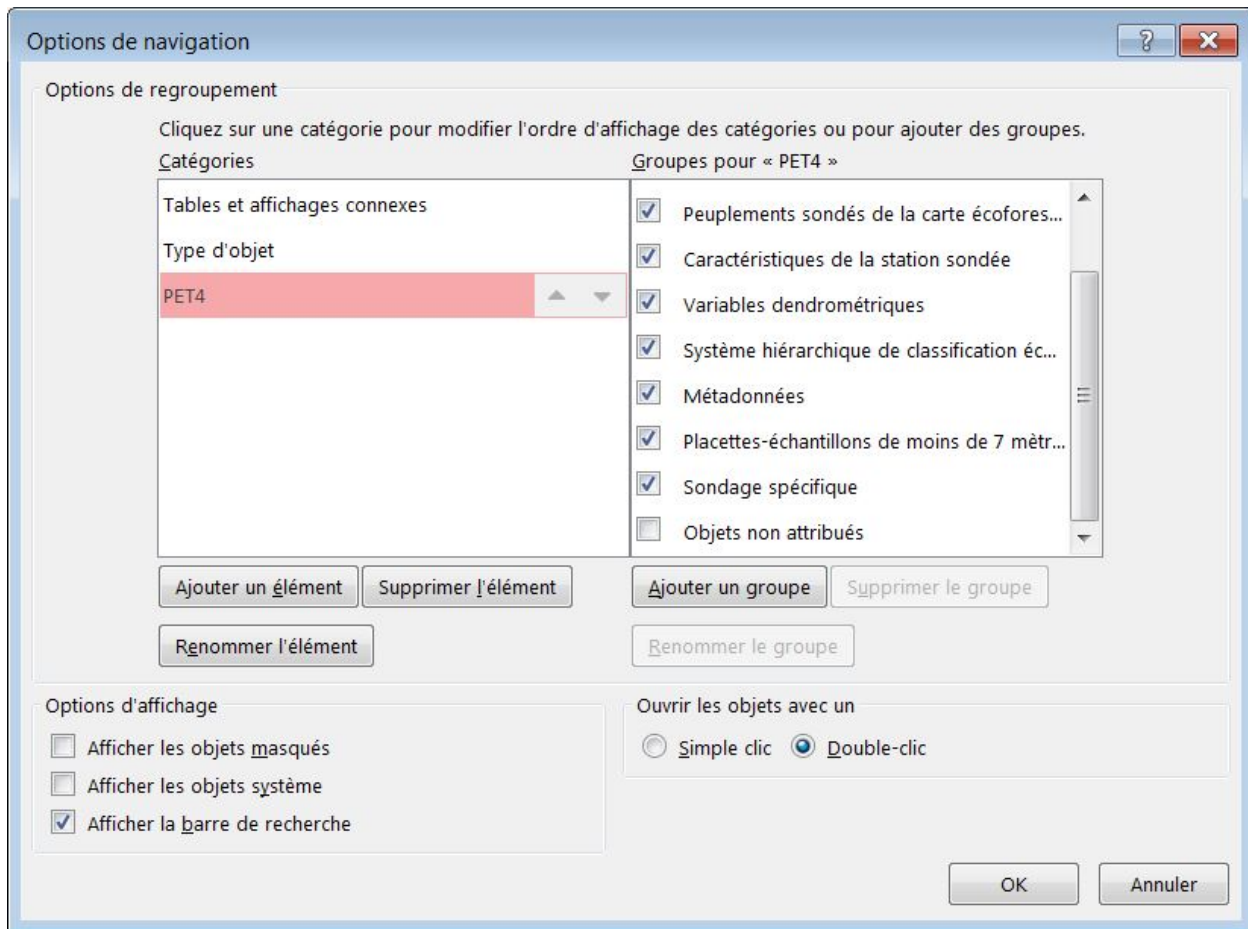 Options de navigation
Options de regroupement
Cliquez sur une catégorie pour modifier l'ordre d'affichage des catégories ou pour ajouter des groupes.
Catégories
Groupes pour « PET4 »
Tables et affichages connexes
Type d'objet
PET4
Peuplements sondés de la carte écofores...
Caractéristiques de la station sondée
Variables dendrométriques
Système hiérarchique de classification éc...
Métadonnées
Placettes-échantillons de moins de 7 mètr...
Sondage spécifique
Objets non attribués
Ajouter un élément
Supprimer l'élément
Ajouter un groupe
Supprimer le groupe
Renommer l'élément
Renommer le groupe
Options d'affichage
Afficher les objets masqués
Afficher les objets système
Afficher la barre de recherche
Ouvrir les objets avec un
Simple clic
Double-clic
OK
Annuler